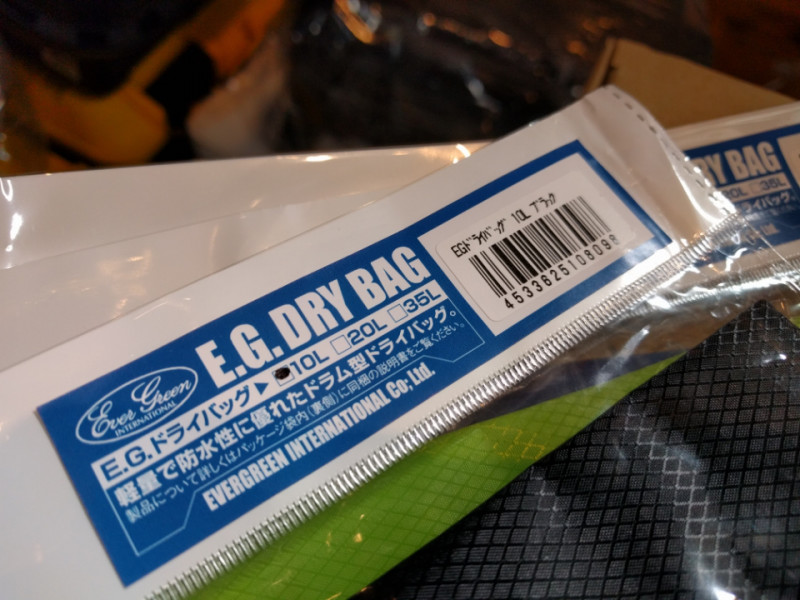 Ever Green
INTERNATIONAL
E.G. DRY BAG
E.G.ドライバッグ▶■10L □20L □35L
軽量で防水性に優れたドラム型ドライバッグ。
製品について詳しくはパッケージ袋内(裏側)に同梱の説明書をご覧ください。
EVERGREEN INTERNATIONAL Co; Ltd.
EGドライバッグ 10L ブラック
4533625108098
DRY BAG
10L □35L
ドライバッグ。
Ltd.